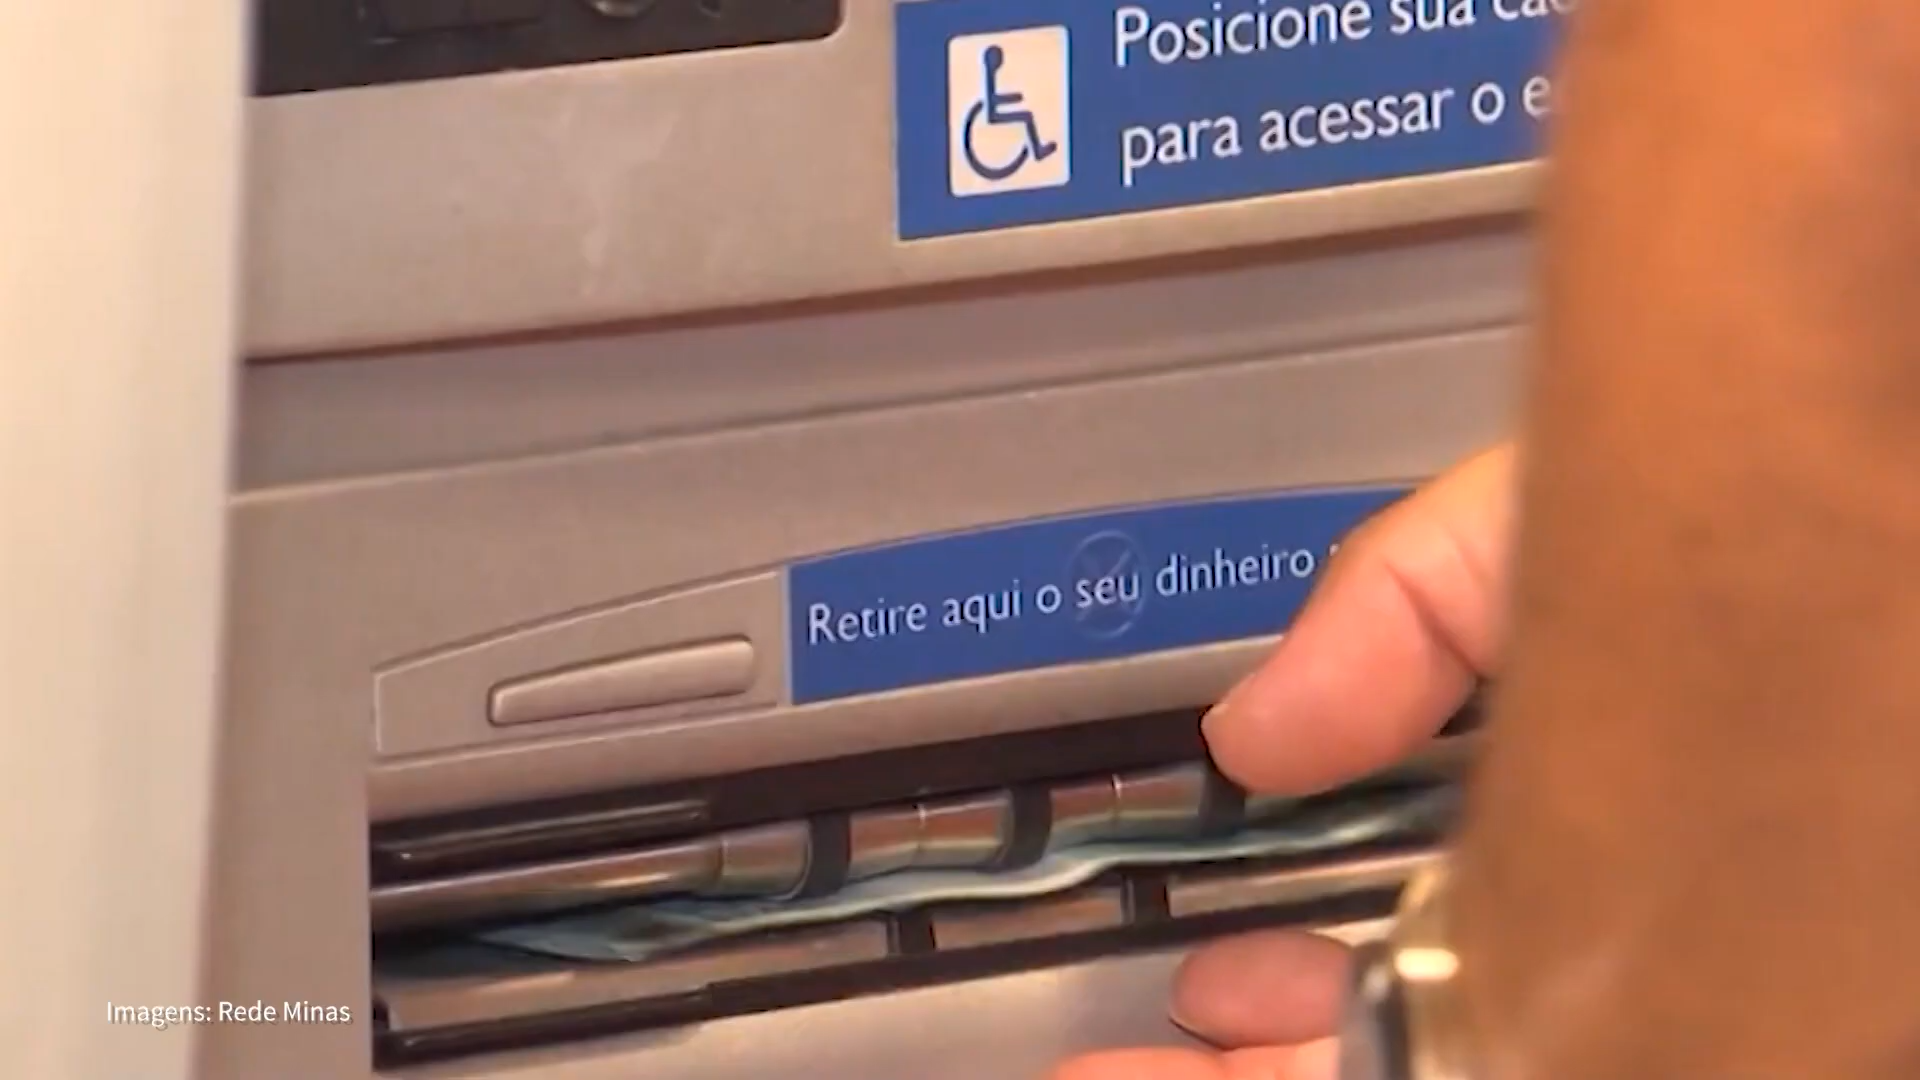 Posicione sua
para acessar o
Retire aqui o seu dinheiro
Imagens: Rede Minas